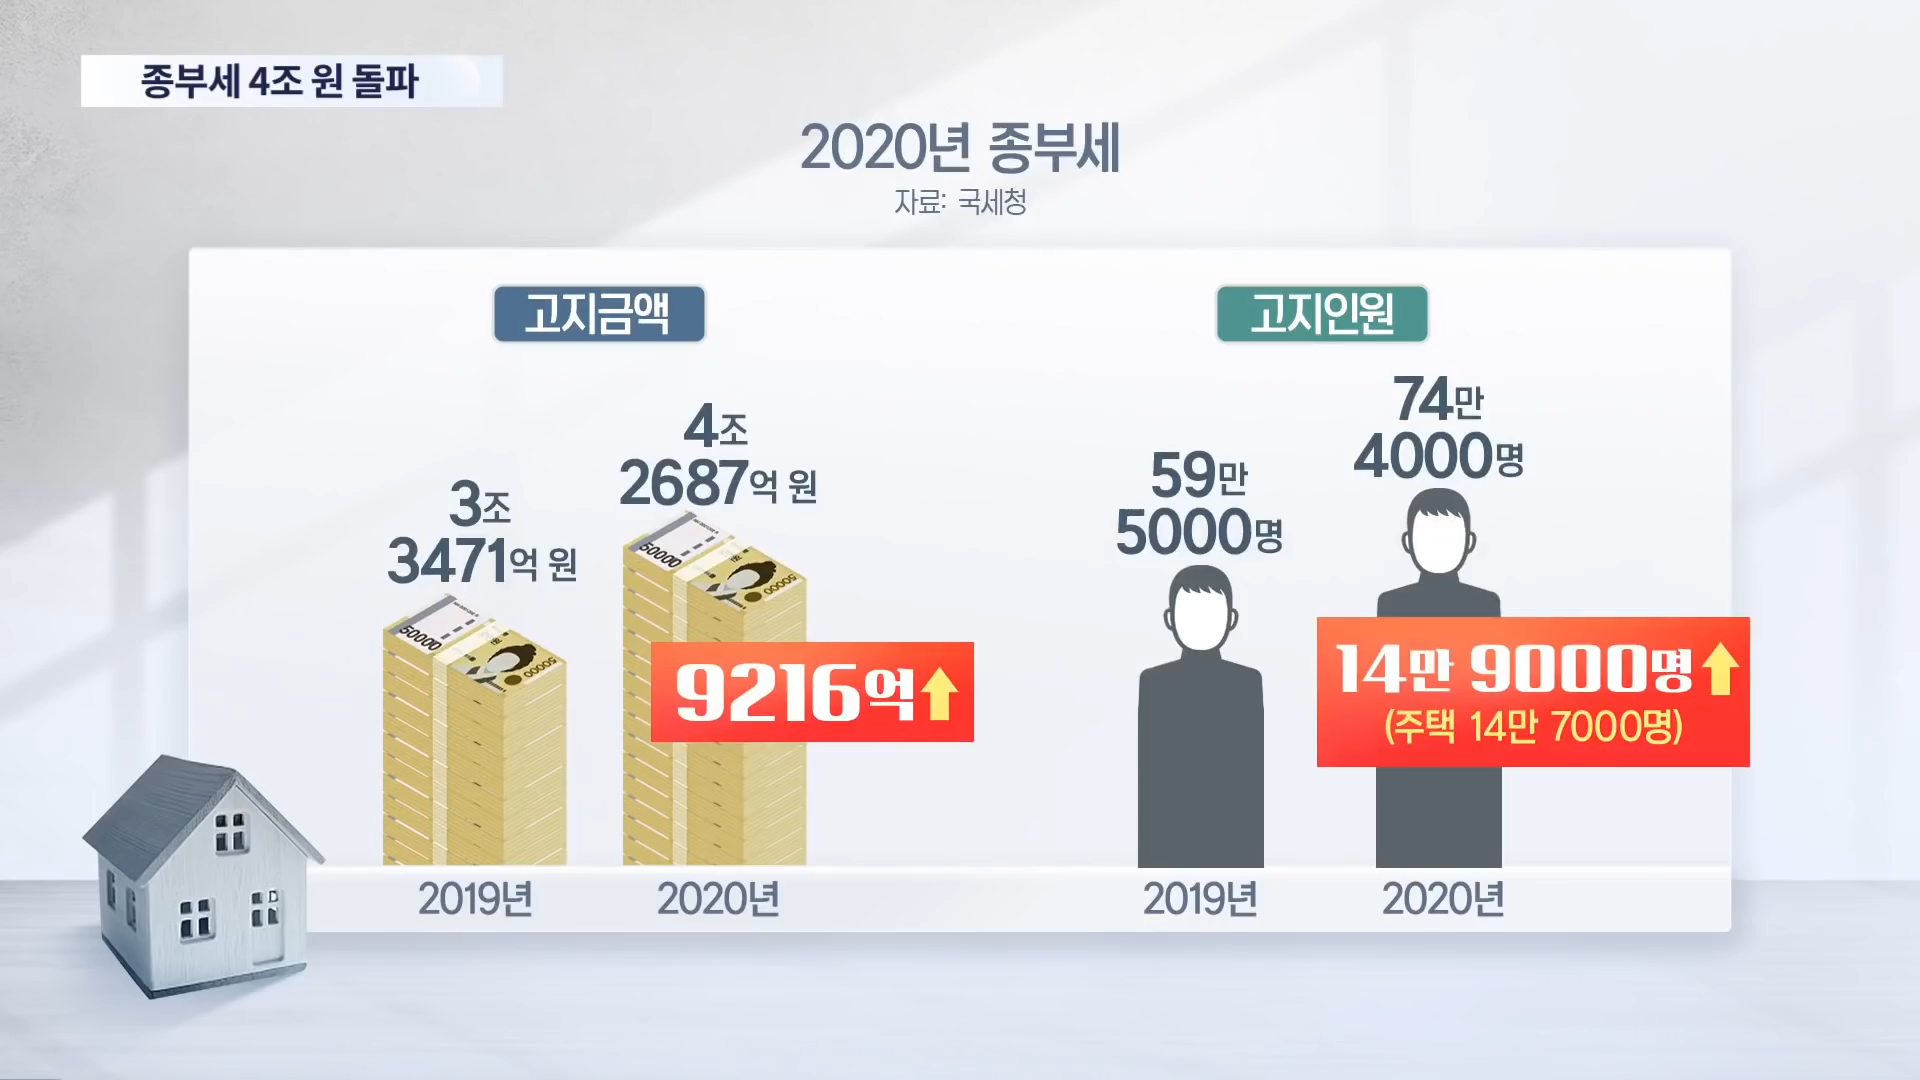 종부세 4조 원 돌파
2020년 종부세
자료: 국세청
고지금액
3조
3471억 원
4조
2687억 원
50000
50000
50000
50000
9216억
2019년
2020년
고지인원
59만
5000명
74만
4000명
14만 9000명
(주택 14만 7000명)
2019년
2020년